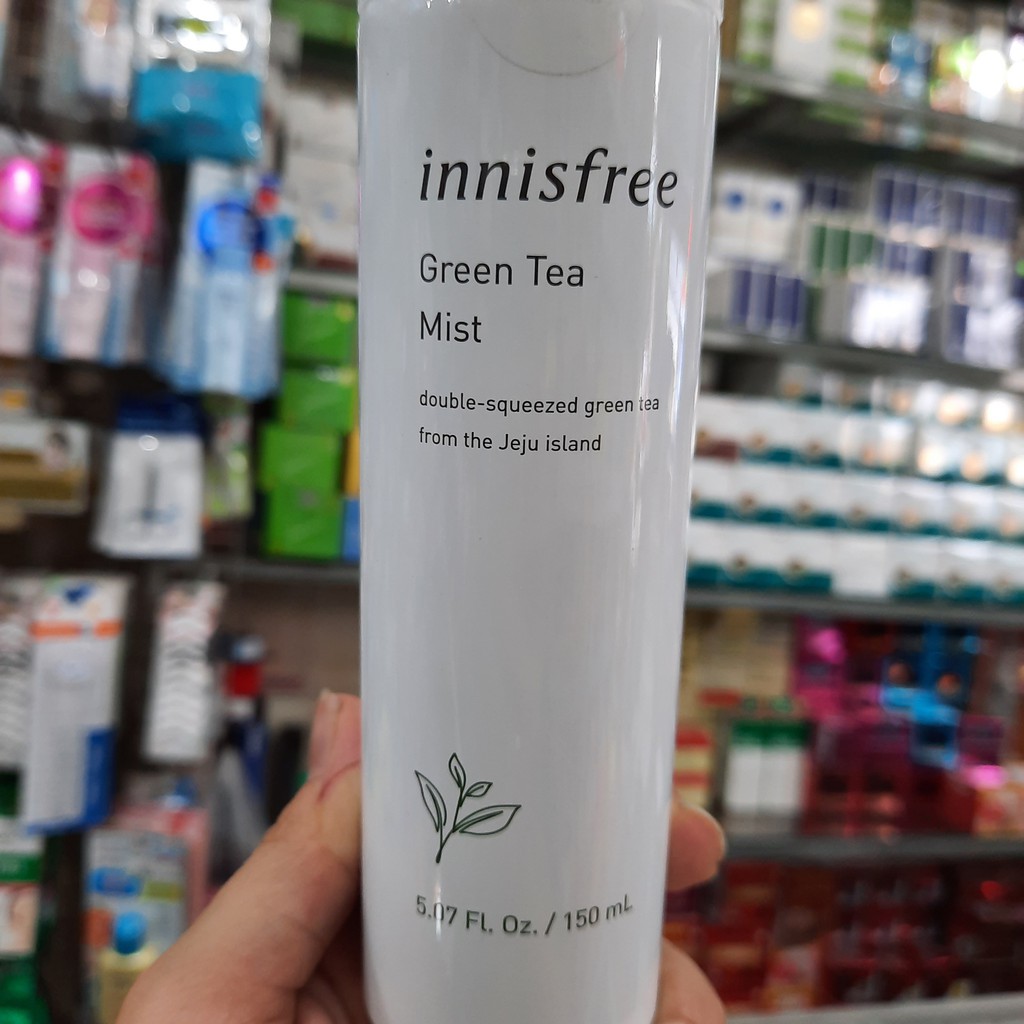 innisfree
Green Tea
Mist
double-squeezed green tea
from the Jeju island
5.07 Fl. Oz. / 150 mL